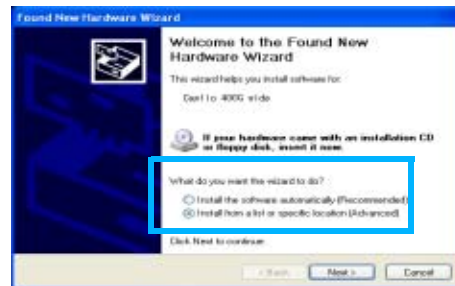 Found New Hardware Wizard
Welcome to the Found New
Hardware Wizard
This wizard helps you install software for:
400G wide
If your hardware came with an installation CD
or floppy disk, insert it now.
What do you want the wizard to do?
Install the software automatically (Recommended)
Install from a list or specific location (Advanced)
Click Next to continue.
< Back
Next >
Cancel